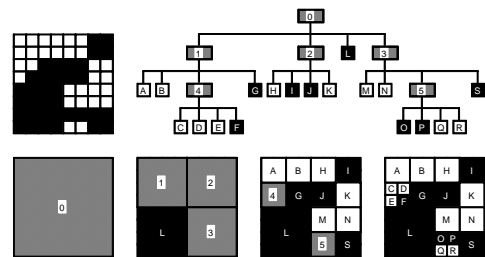 0
1 2 L 3
A B 4 G H I J K M N 5 S
C D E F O P Q R
0
1 2
L 3
A B H I
4 G J K
L M N
5 S
A B H I
C D G J K
E F
L M N
O P S
Q R